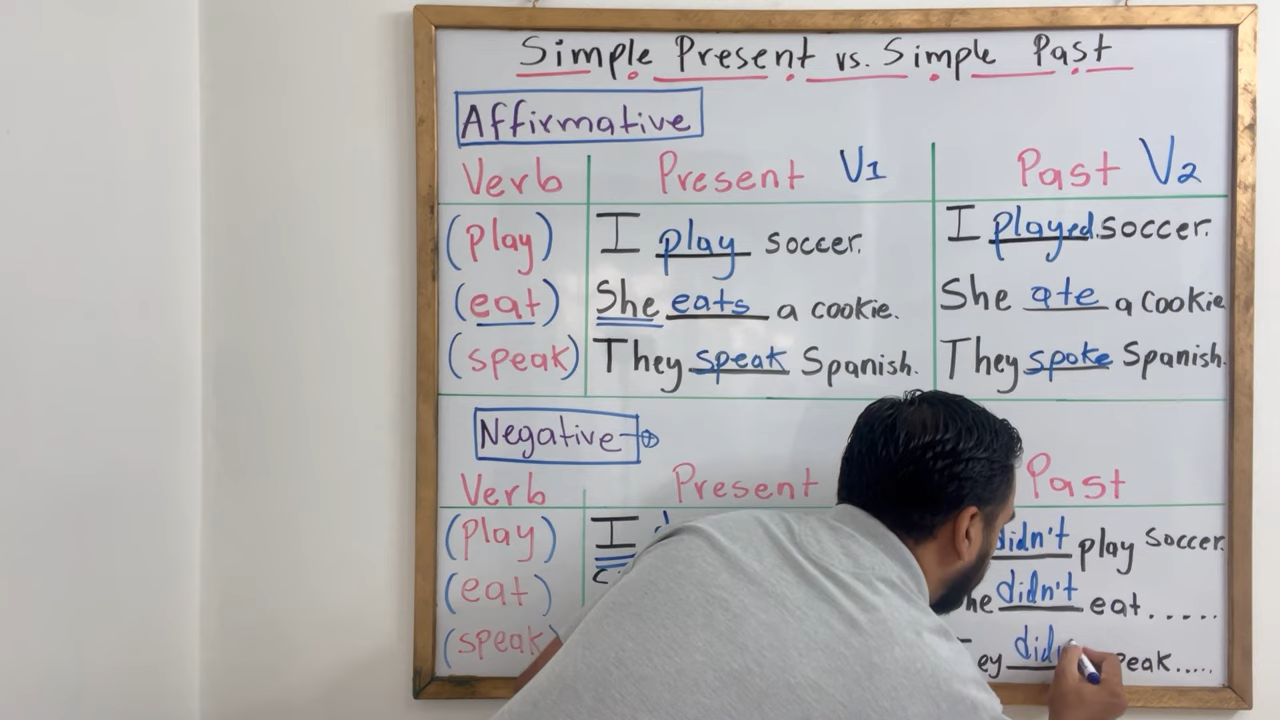 Simple Present vs. Simple Past
Affirmative
Verb Present V1 Past V2
(play) I play soccer. I played soccer.
(eat) She eats a cookie. She ate a cookie
(speak) They speak Spanish. They spoke Spanish.
Negative
Verb Present Past
(play) I didn't play soccer.
(eat) didn't eat.....
(speak